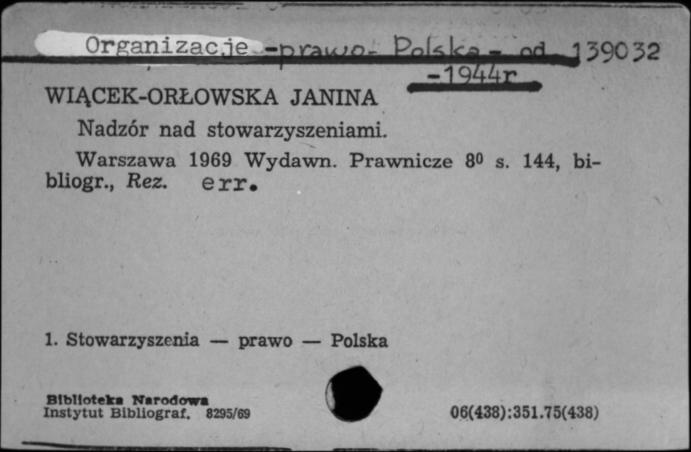 Organizacje -prawo- Polska - od 139032
-1944r
WIĄCEK-ORŁOWSKA JANINA
Nadzór nad stowarzyszeniami.
Warszawa 1969 Wydawn. Prawnicze 8⁰ s. 144, bi-
bliogr., Rez. err.
1. Stowarzyszenia — prawo — Polska
Biblioteka Narodowa
Instytut Bibliograf. 8295/69
06(438):351.75(438)